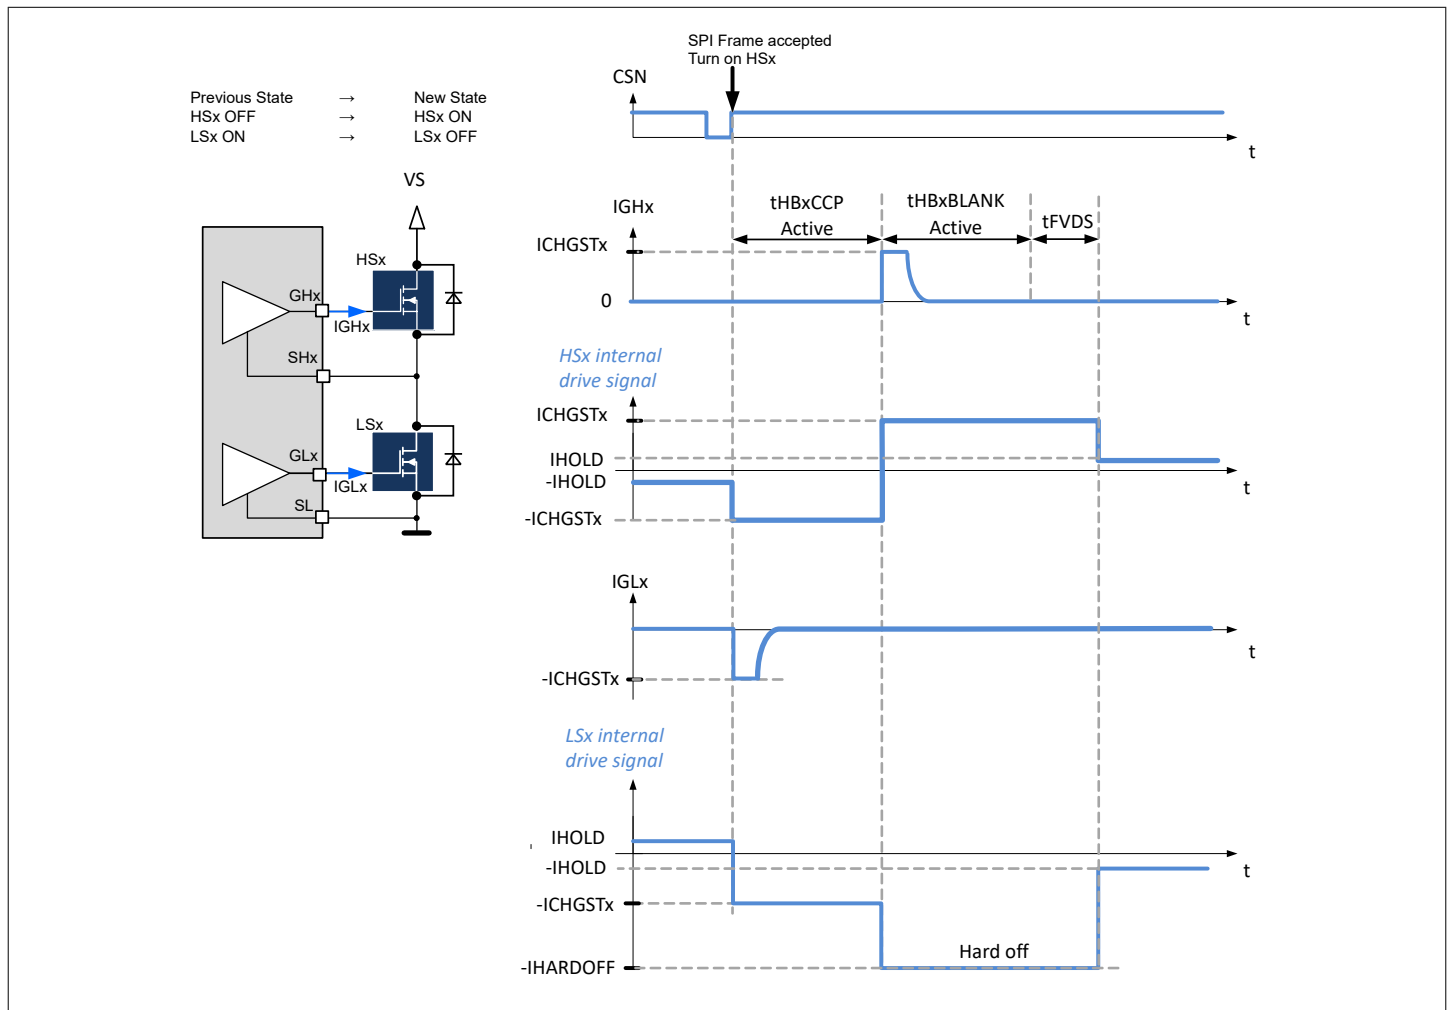 SPI Frame accepted
Turn on HSx
CSN
t
Previous State → New State
HSx OFF → HSx ON
LSx ON → LSx OFF
VS
HSx
GHx
IGHx
SHx
LSx
GLx
IGLx
SL
IGHx
tHBxCCP
Active
tHBxBLANK
Active
tFVDS
ICHGSTx
0
t
HSx internal
drive signal
ICHGSTx
IHOLD
-IHOLD
-ICHGSTx
t
IGLx
-ICHGSTx
t
LSx internal
drive signal
IHOLD
-IHOLD
-ICHGSTx
-IHARDOFF
Hard off
t